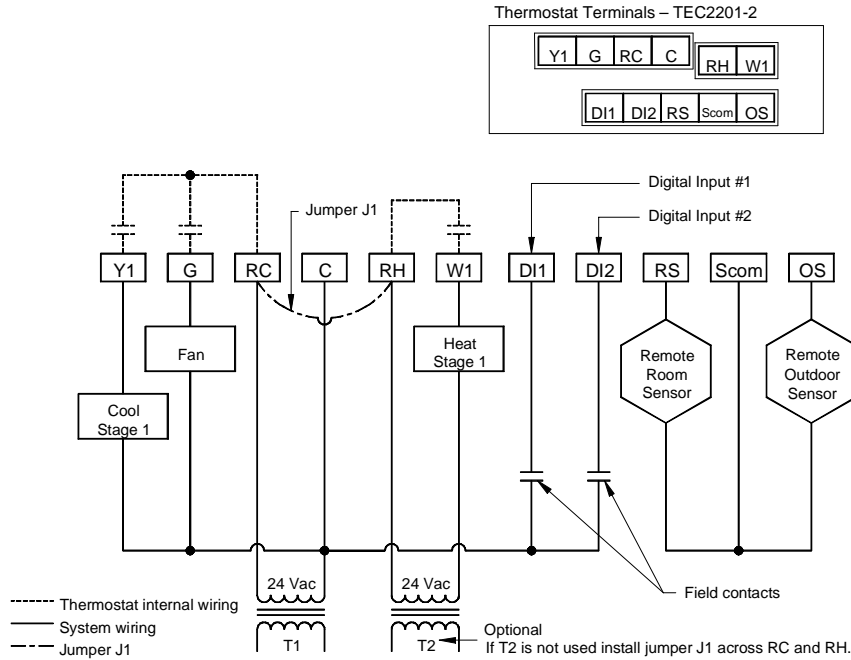 Thermostat Terminals – TEC2201-2
Y1 G RC C
RH W1
DI1 DI2 RS Scom OS
Digital Input #1
Jumper J1
Digital Input #2
Y1 G RC C RH W1 DI1 DI2 RS Scom OS
Fan
Heat
Stage 1
Remote
Room
Sensor
Remote
Outdoor
Sensor
Cool
Stage 1
24 Vac
24 Vac
Field contacts
Thermostat internal wiring
System wiring
Jumper J1
T1
T2
Optional
If T2 is not used install jumper J1 across RC and RH.